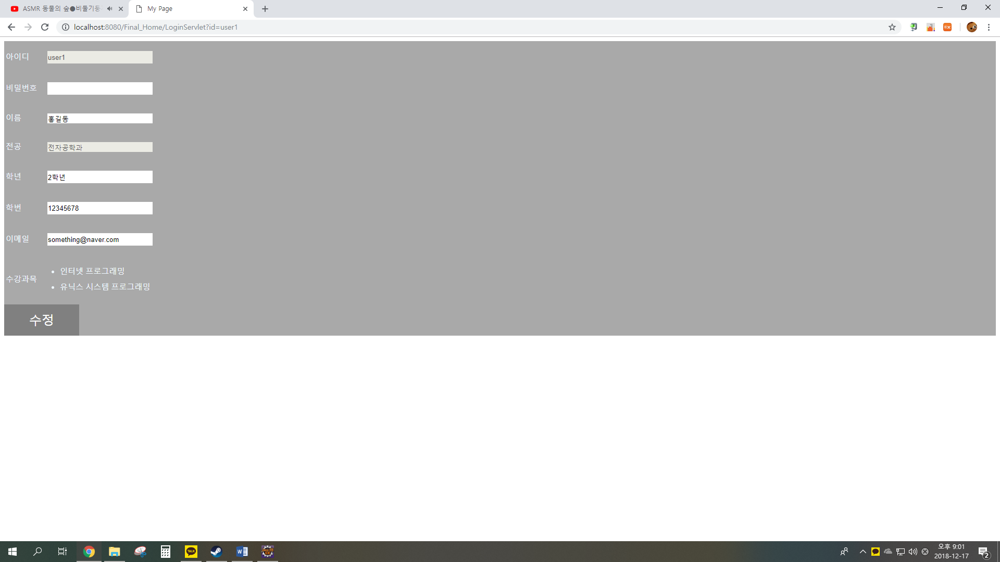 ASMR 동물의 숲●비둘기둥
My Page
localhost:8080/Final_Home/LoginServlet?id=user1
아이디 user1
비밀번호
이름 홍길동
전공 전자공학과
학년 2학년
학번 12345678
이메일 something@naver.com
수강과목
• 인터넷 프로그래밍
• 유닉스 시스템 프로그래밍
수정
TALK
오후 9:01
2018-12-17
2